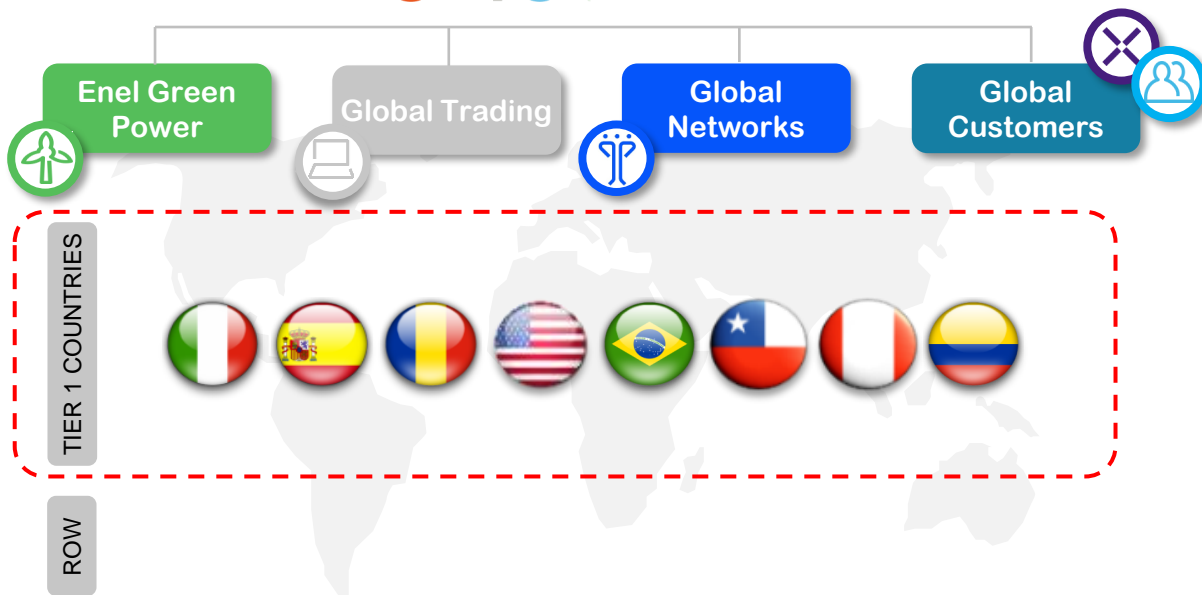 Enel Green
Power
Global Trading
Global
Networks
Global
Customers
TIER 1 COUNTRIES
ROW